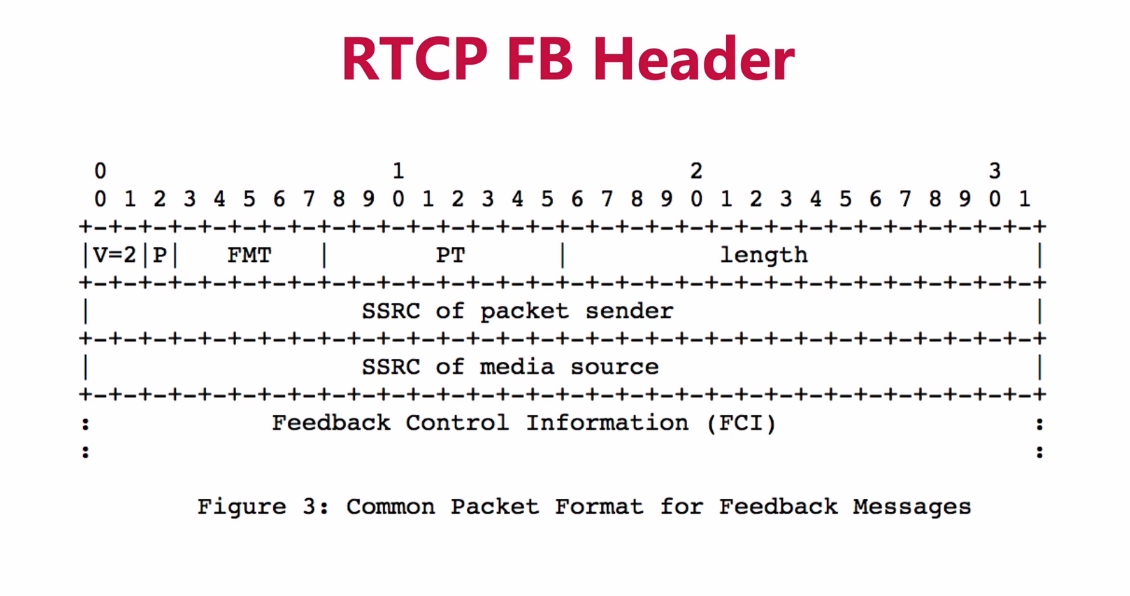 RTCP FB Header
0                   1                   2                   3
0 1 2 3 4 5 6 7 8 9 0 1 2 3 4 5 6 7 8 9 0 1 2 3 4 5 6 7 8 9 0 1
+-+-+-+-+-+-+-+-+-+-+-+-+-+-+-+-+-+-+-+-+-+-+-+-+-+-+-+-+-+-+-+-+
|V=2|P|   FMT   |       PT      |          length               |
+-+-+-+-+-+-+-+-+-+-+-+-+-+-+-+-+-+-+-+-+-+-+-+-+-+-+-+-+-+-+-+-+
|                  SSRC of packet sender                        |
+-+-+-+-+-+-+-+-+-+-+-+-+-+-+-+-+-+-+-+-+-+-+-+-+-+-+-+-+-+-+-+-+
|                  SSRC of media source                         |
+-+-+-+-+-+-+-+-+-+-+-+-+-+-+-+-+-+-+-+-+-+-+-+-+-+-+-+-+-+-+-+-+
:            Feedback Control Information (FCI)                 :
:                                                               :
Figure 3: Common Packet Format for Feedback Messages